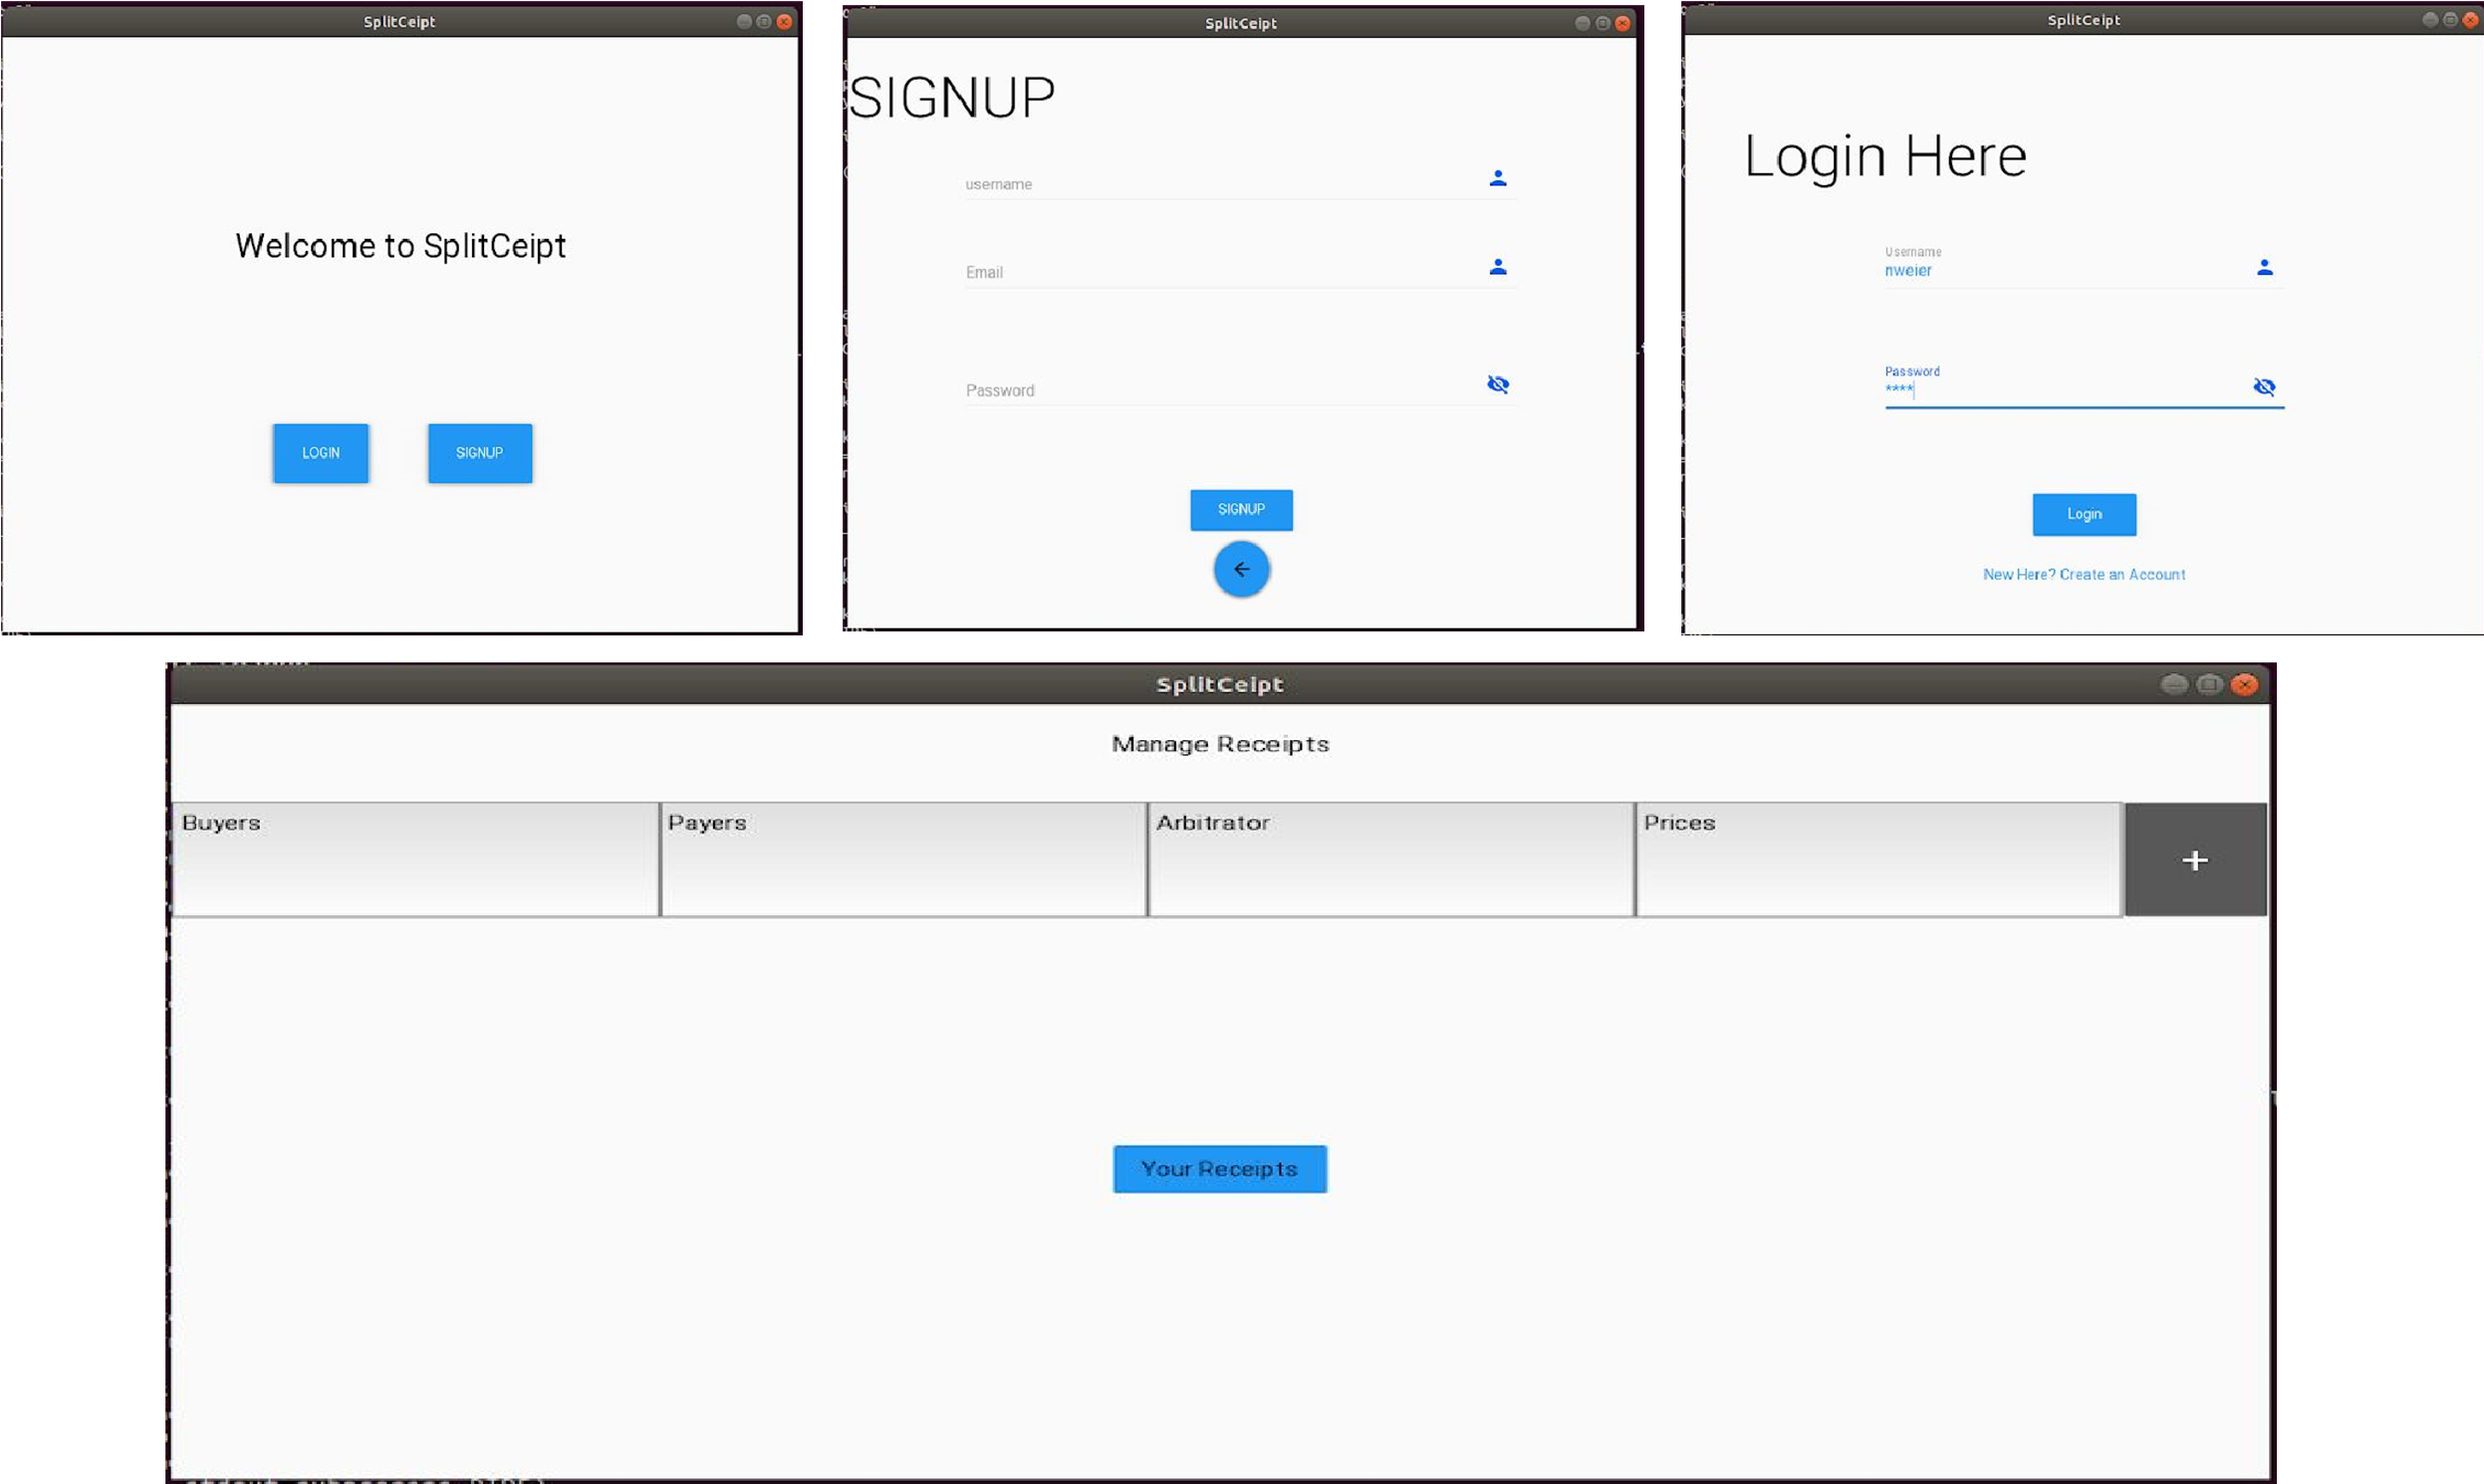 SplitCeipt
Welcome to SplitCeipt
LOGIN SIGNUP
SplitCeipt
SIGNUP
username
Email
Password
SIGNUP
SplitCeipt
Login Here
Username
nweier
Password
****
Login
New Here? Create an Account
SplitCeipt
Manage Receipts
Buyers Payers Arbitrator Prices +
Your Receipts